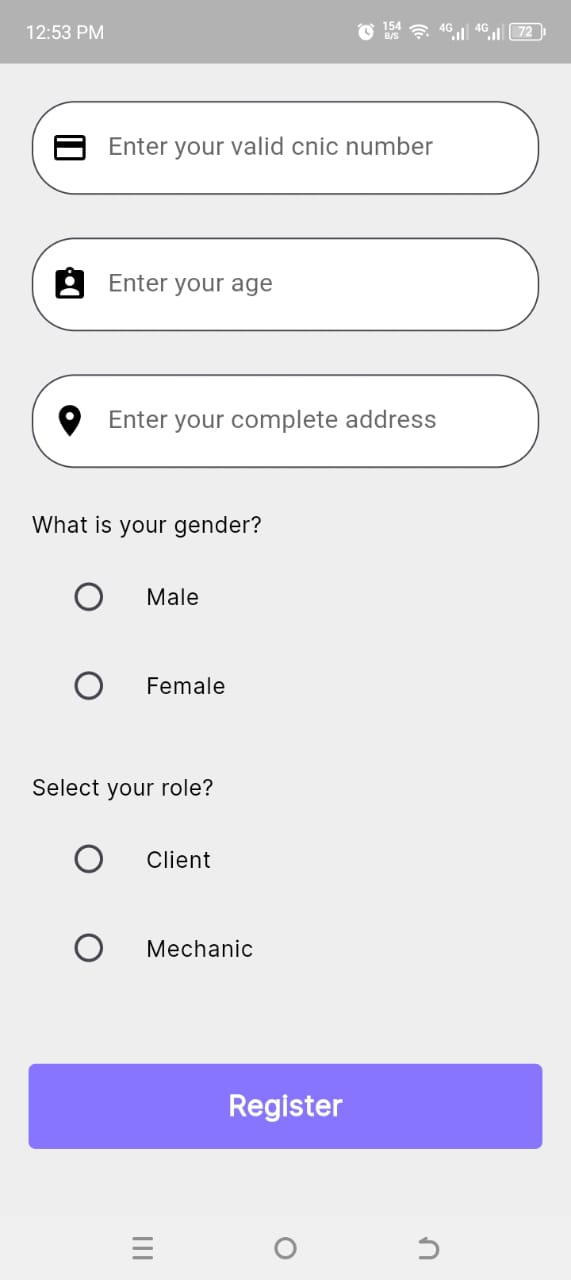 12:53 PM
154
B/S
4G
4G
72
Enter your valid cnic number
Enter your age
Enter your complete address
What is your gender?
Male
Female
Select your role?
Client
Mechanic
Register